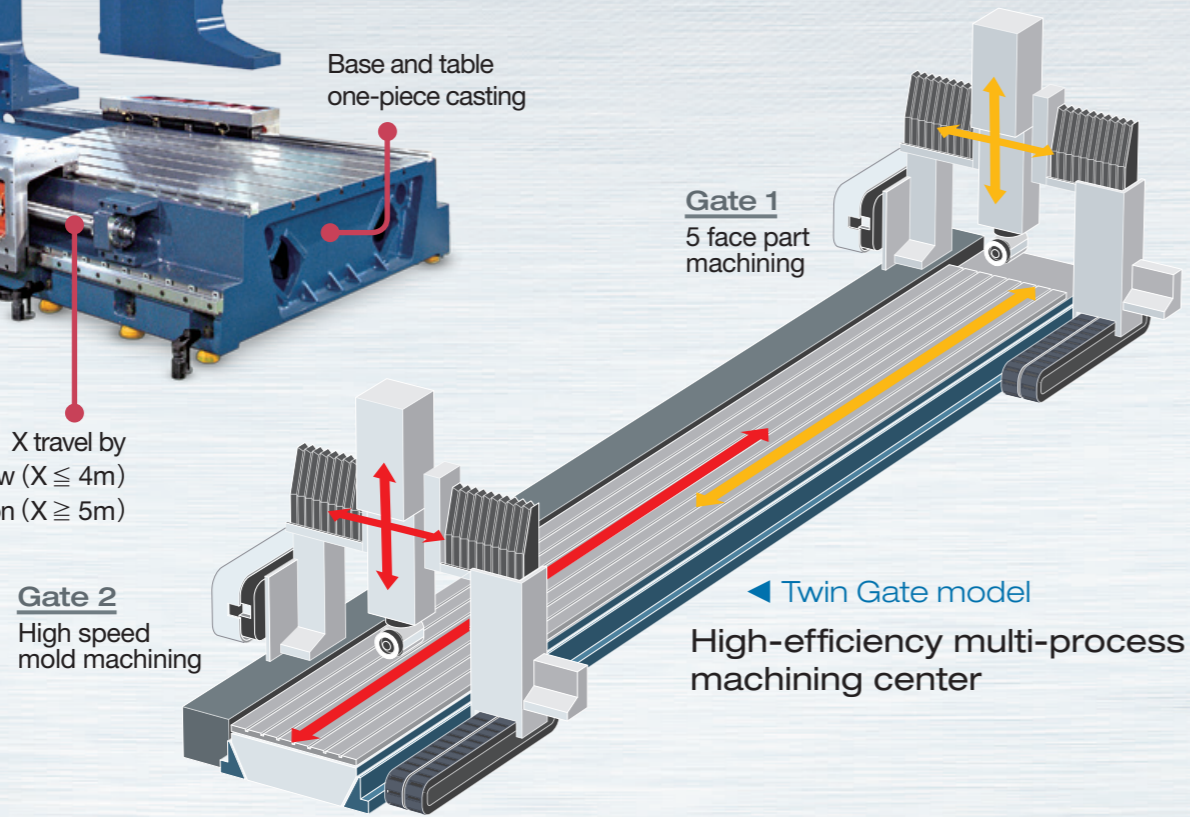 Base and table
one-piece casting
Gate 1
5 face part
machining
X travel by
w (X ≦ 4m)
on (X ≧ 5m)
Gate 2
High speed
mold machining
◀ Twin Gate model
High-efficiency multi-process
machining center